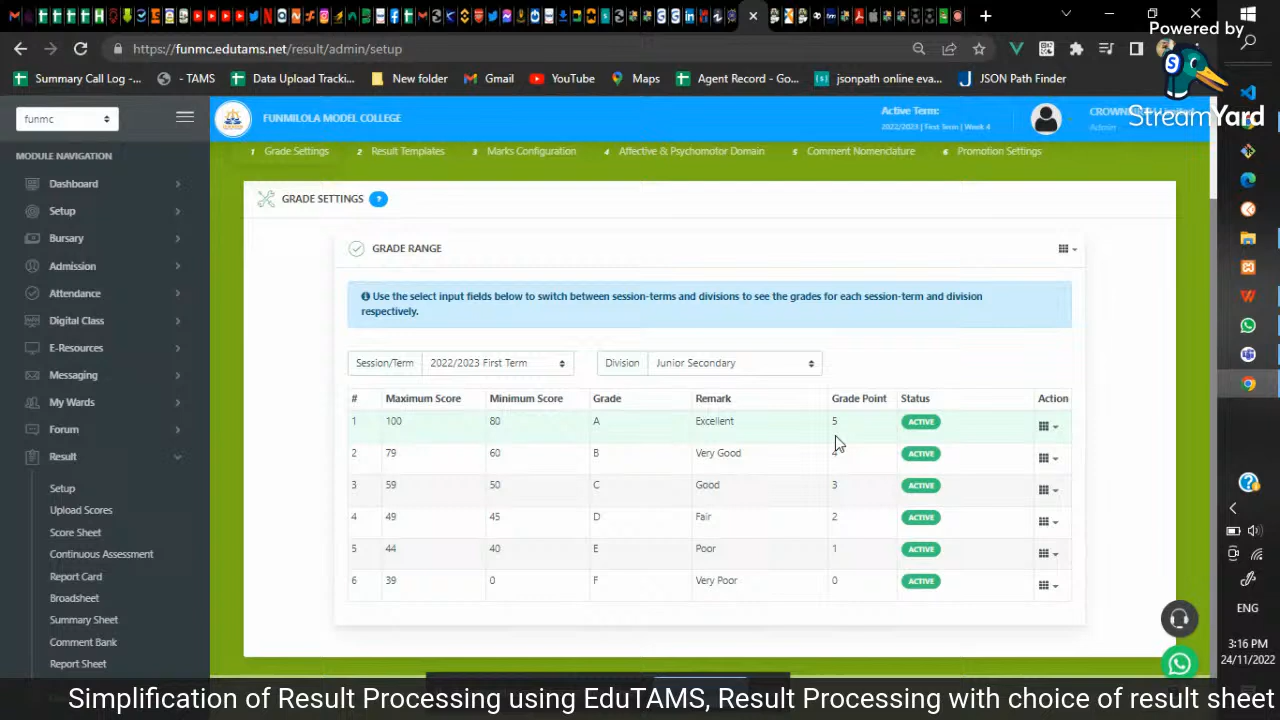 https://funmc.edutams.net/result/admin/setup
Powered by
StreamYard
Summary Call Log -...
- TAMS
Data Upload Tracki...
New folder
Gmail
YouTube
Maps
Agent Record - Go...
jsonpath online eva...
JSON Path Finder
funmc
FUNMILOLA MODEL COLLEGE
Active Term:
2022/2023 | First Term | Week 4
Admin
MODULE NAVIGATION
Dashboard
Setup
Bursary
Admission
Attendance
Digital Class
E-Resources
Messaging
My Wards
Forum
Result
Setup
Upload Scores
Score Sheet
Continuous Assessment
Report Card
Broadsheet
Summary Sheet
Comment Bank
Report Sheet
1 Grade Settings 2 Result Templates 3 Marks Configuration 4 Affective & Psychomotor Domain 5 Comment Nomenclature 6 Promotion Settings
GRADE SETTINGS ?
GRADE RANGE
Use the select input fields below to switch between session-terms and divisions to see the grades for each session-term and division
respectively.
Session/Term 2022/2023 First Term Division Junior Secondary
# Maximum Score Minimum Score Grade Remark Grade Point Status Action
1 100 80 A Excellent 5 ACTIVE
2 79 60 B Very Good 4 ACTIVE
3 59 50 C Good 3 ACTIVE
4 49 45 D Fair 2 ACTIVE
5 44 40 E Poor 1 ACTIVE
6 39 0 F Very Poor 0 ACTIVE
ENG
3:16 PM
24/11/2022
Simplification of Result Processing using EduTAMS, Result Processing with choice of result sheet